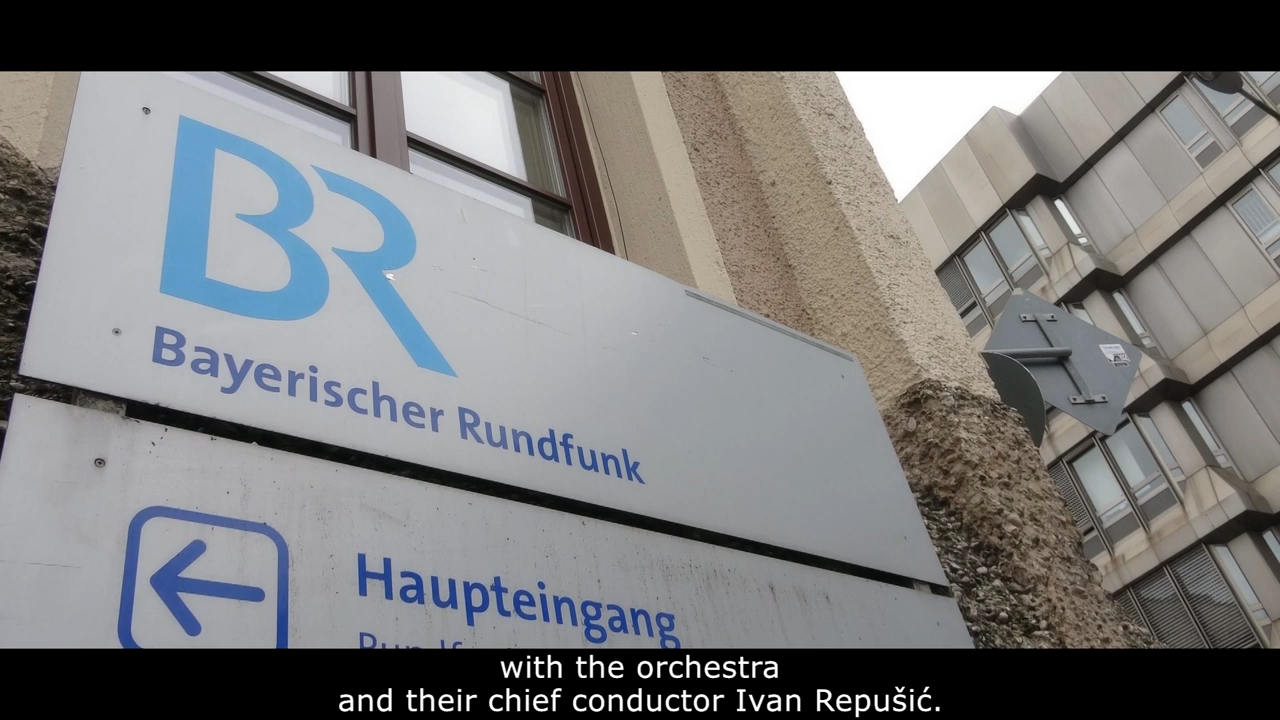 BR
Bayerischer Rundfunk
Haupteingang
with the orchestra
and their chief conductor Ivan Repušić.